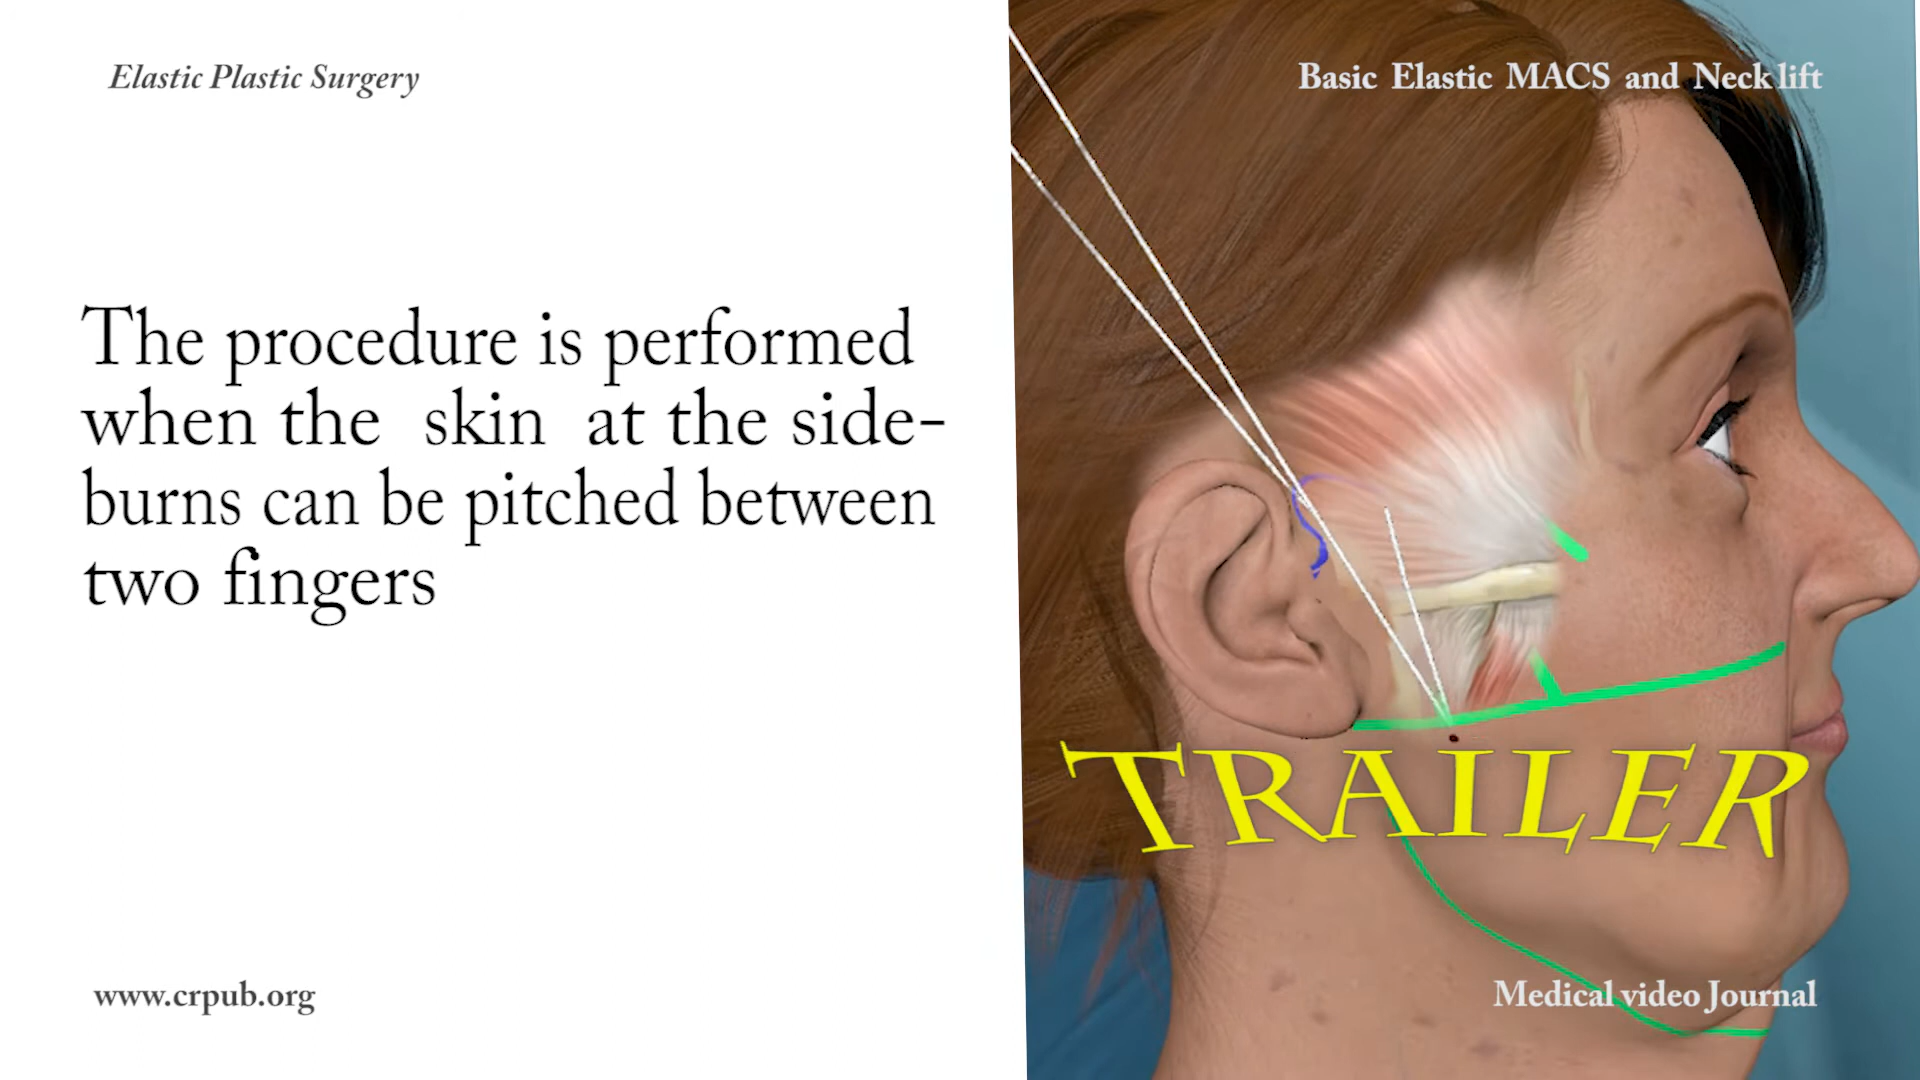 Elastic Plastic Surgery
Basic Elastic MACS and Neck lift
The procedure is performed
when the skin at the side-
burns can be pitched between
two fingers
TRAILER
www.crpub.org
Medical video Journal